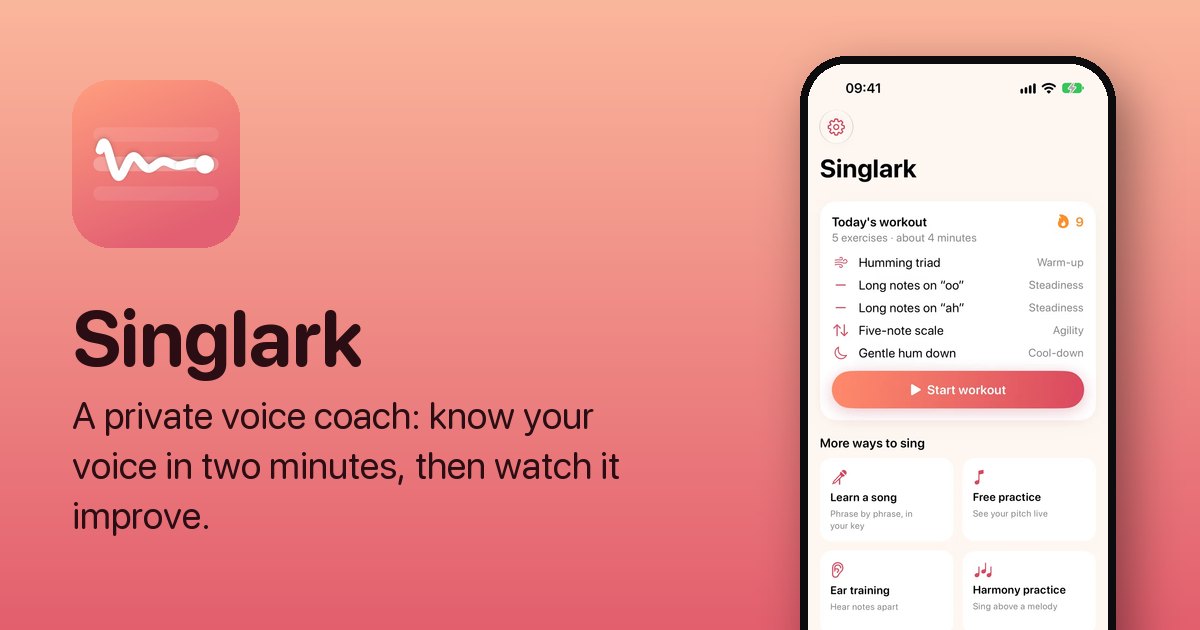 Singlark
A private voice coach: know your
voice in two minutes, then watch it
improve.
09:41
Singlark
Today's workout
9
5 exercises · about 4 minutes
Humming triad
Warm-up
Long notes on “oo”
Steadiness
Long notes on “ah”
Steadiness
Five-note scale
Agility
Gentle hum down
Cool-down
Start workout
More ways to sing
Learn a song
Phrase by phrase, in
your key
Free practice
See your pitch live
Ear training
Hear notes apart
Harmony practice
Sing above a melody